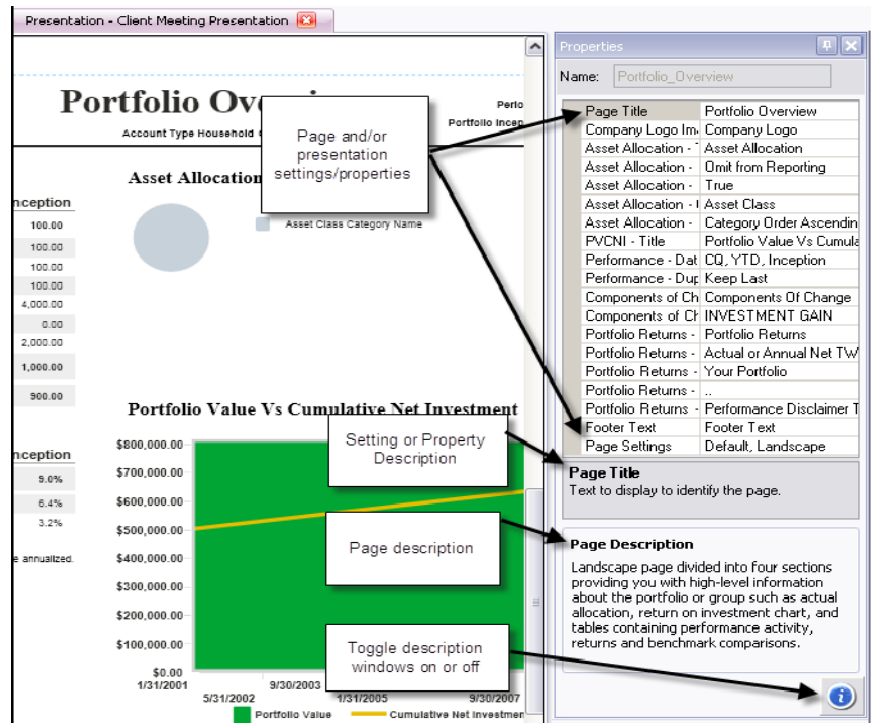 Presentation - Client Meeting Presentation
Portfolio
Perio
Account Type Household
Portfolio Incep
Asset Allocation
Asset Class Category Name
nception
100.00
100.00
100.00
100.00
4,000.00
0.00
2,000.00
1,000.00
900.00
nception
9.0%
6.4%
3.2%
e annualized.
Portfolio Value Vs Cumulative Net Investment
$800,000.00
$700,000.00
$600,000.00
$500,000.00
$400,000.00
$300,000.00
$200,000.00
$100,000.00
$0.00
1/31/2001
5/31/2002
9/30/2003
1/31/2005
9/30/2007
Portfolio Value
Cumulative Net Investmen
Page and/or
presentation
settings/properties
Setting or Property
Description
Page description
Toggle description
windows on or off
Properties
Name: Portfolio_Overview
Page Title Portfolio Overview
Company Logo Im Company Logo
Asset Allocation - Asset Allocation
Asset Allocation - Omit from Reporting
Asset Allocation - True
Asset Allocation - Asset Class
Asset Allocation - Category Order Ascendin
PVCNI - Title Portfolio Value Vs Cumula
Performance - Dat CQ, YTD, Inception
Performance - Dup Keep Last
Components of Ch Components Of Change
Components of Ch INVESTMENT GAIN
Portfolio Returns - Portfolio Returns
Portfolio Returns - Actual or Annual Net TW
Portfolio Returns - Your Portfolio
Portfolio Returns - ..
Portfolio Returns - Performance Disclaimer T
Footer Text Footer Text
Page Settings Default, Landscape
Page Title
Text to display to identify the page.
Page Description
Landscape page divided into four sections
providing you with high-level information
about the portfolio or group such as actual
allocation, return on investment chart, and
tables containing performance activity,
returns and benchmark comparisons.